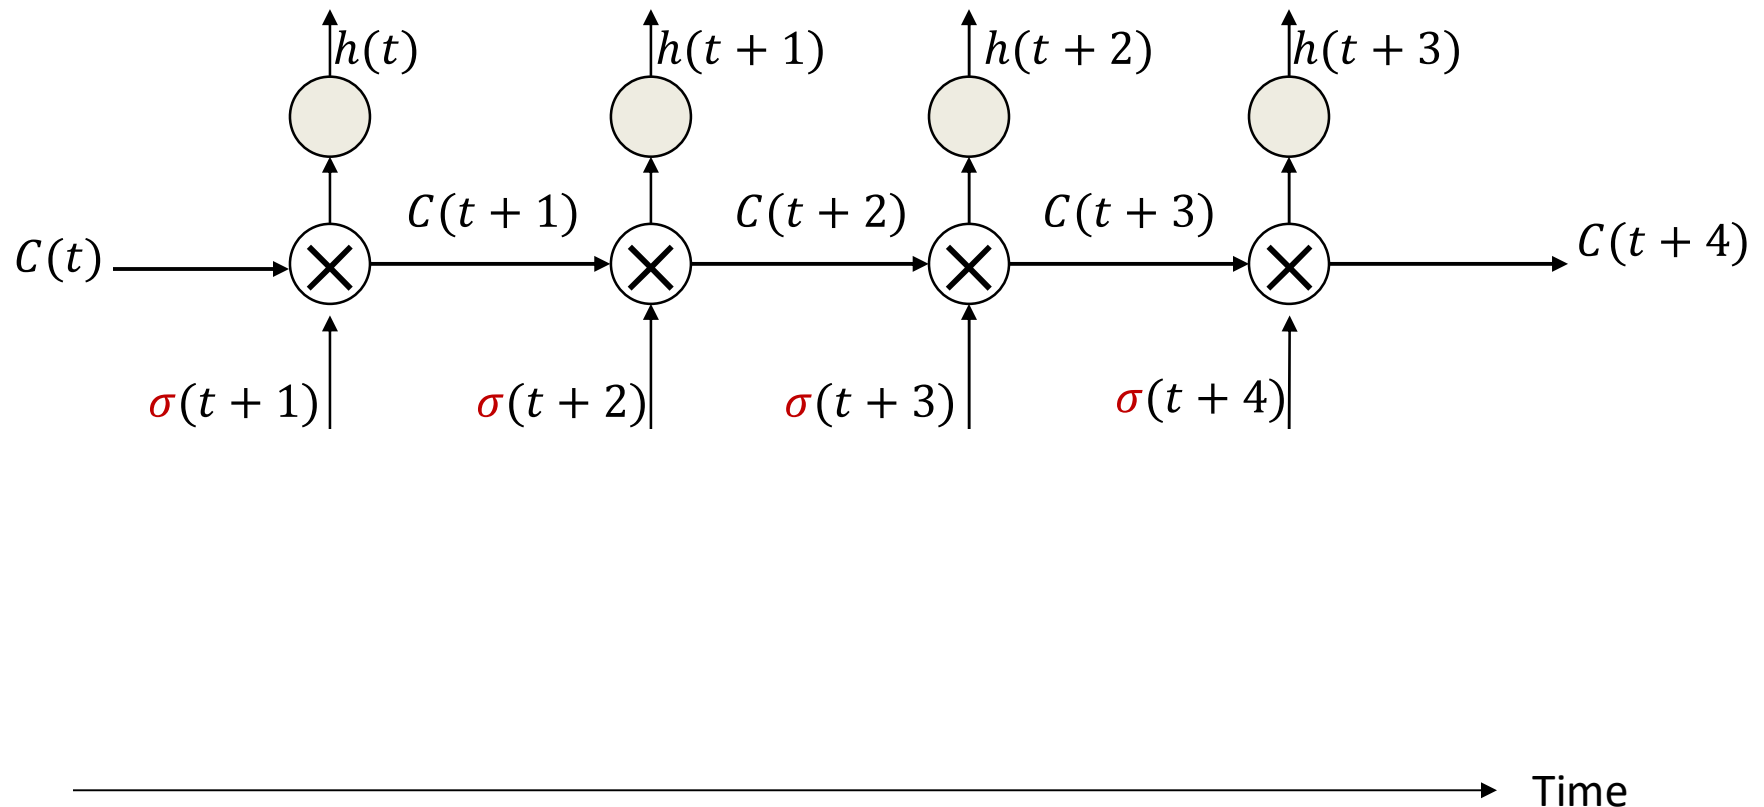 h(t) h(t + 1) h(t + 2) h(t + 3)
C(t) C(t + 1) C(t + 2) C(t + 3) C(t + 4)
σ(t + 1) σ(t + 2) σ(t + 3) σ(t + 4)
Time